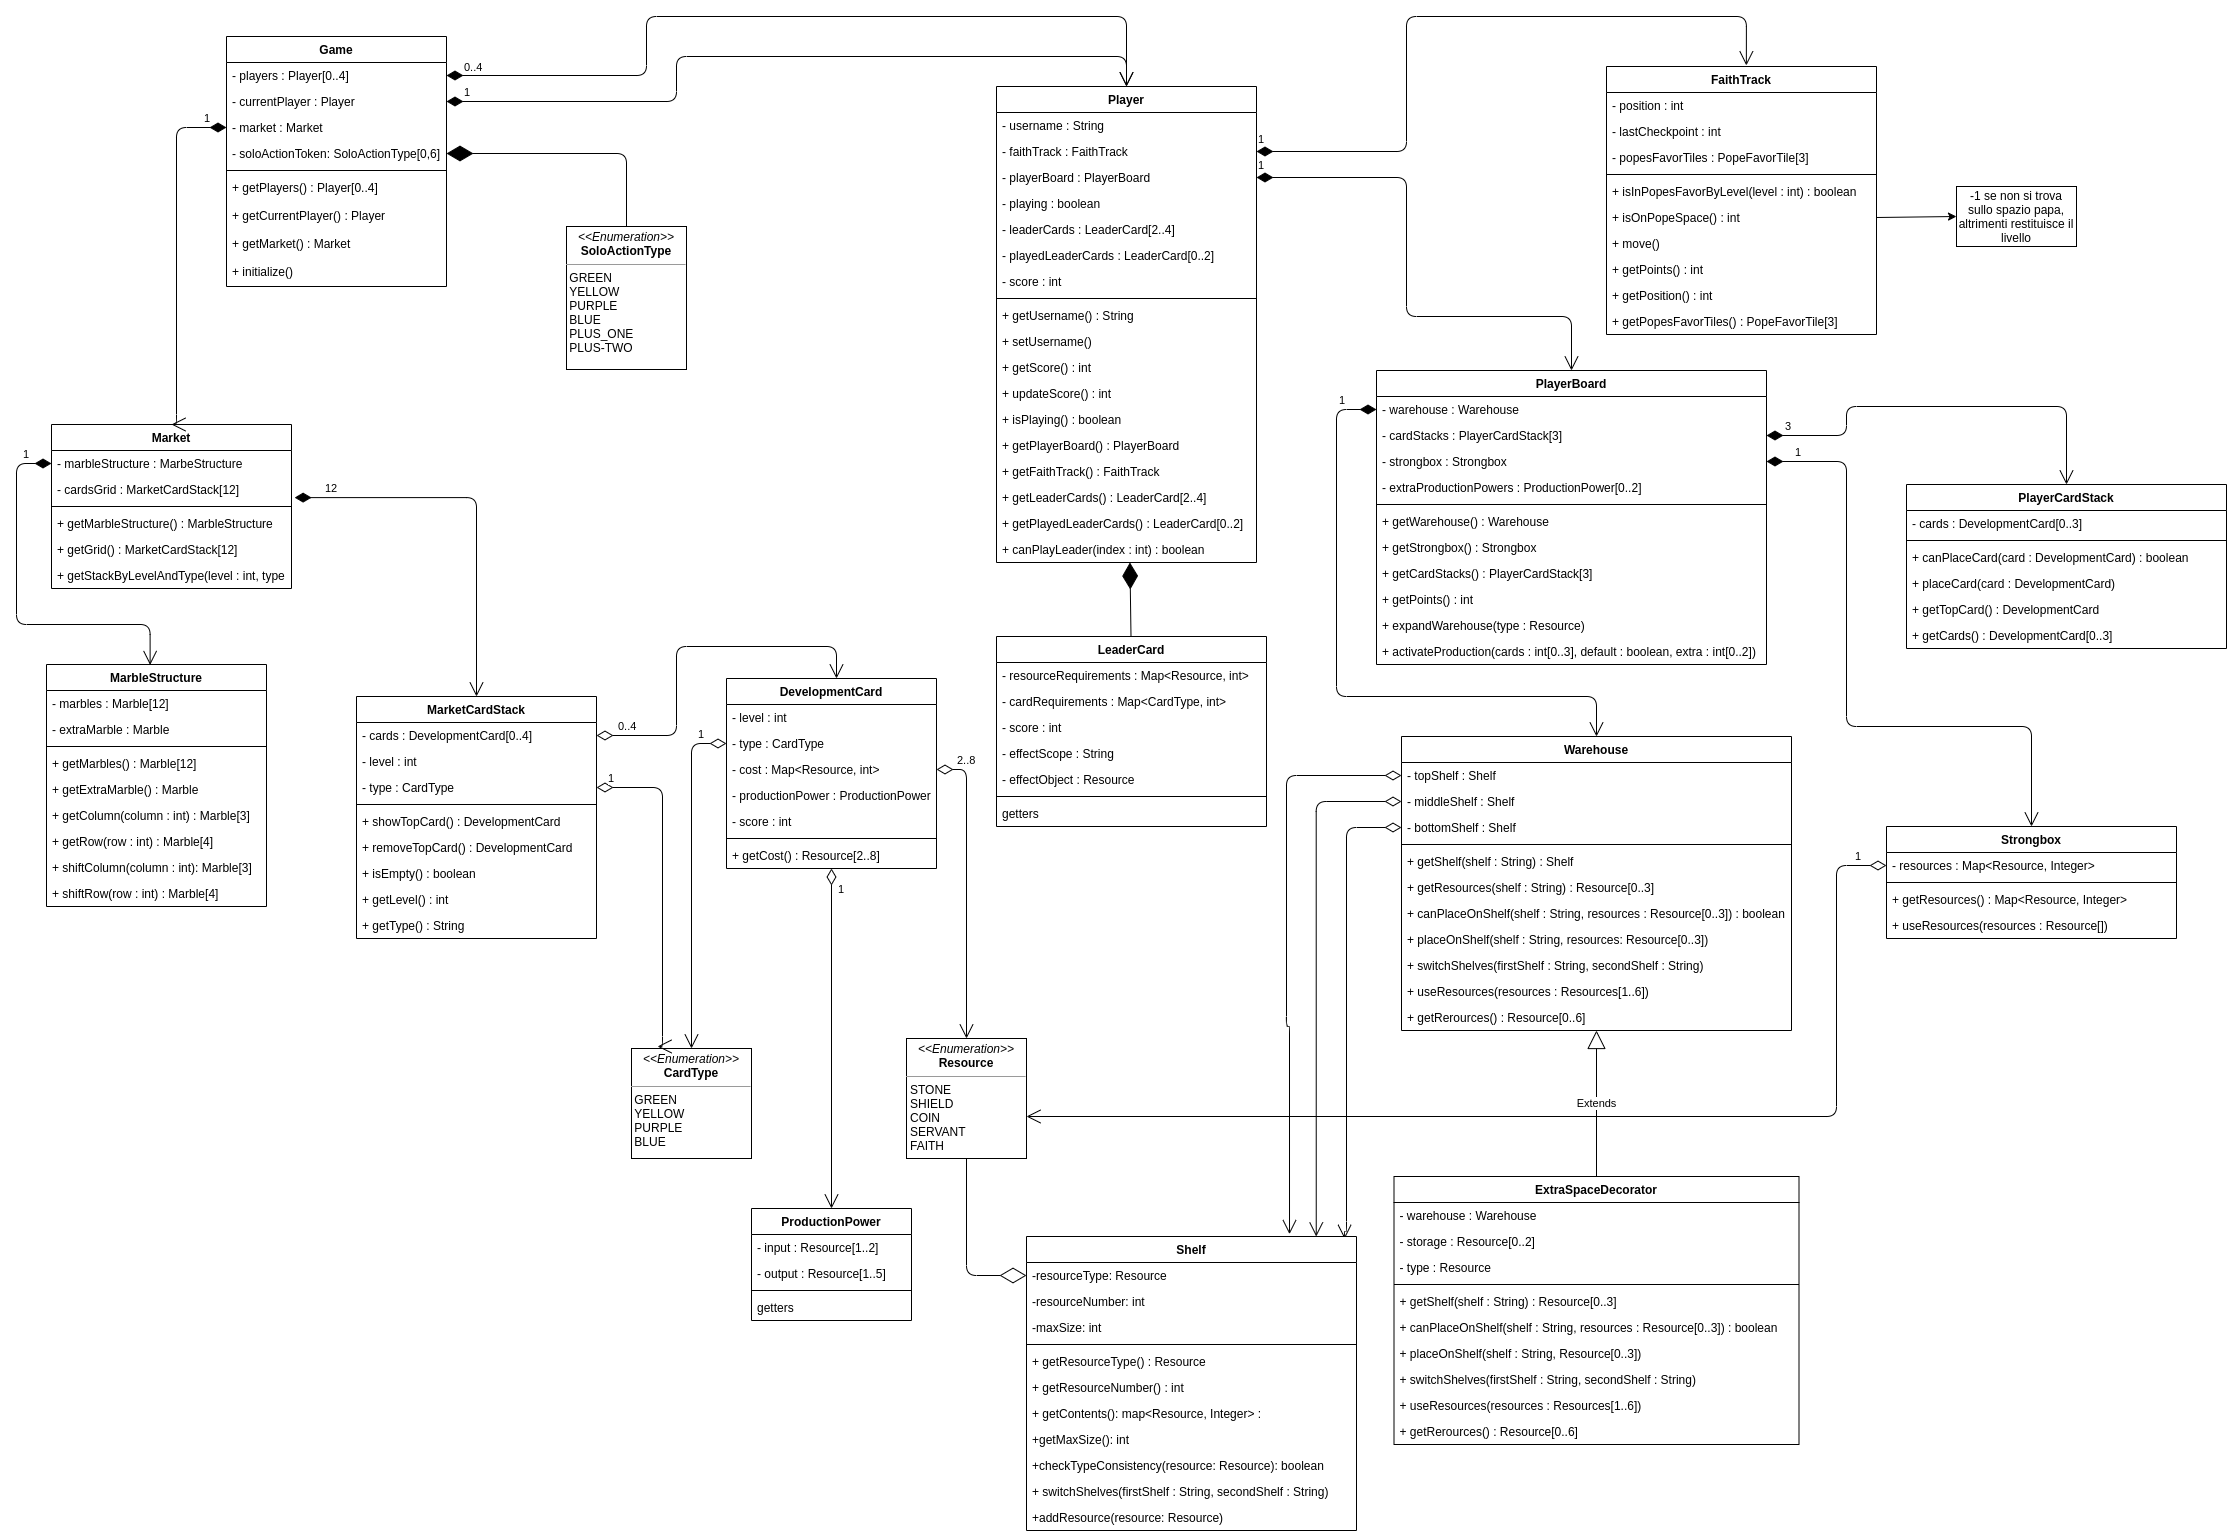 Game
- players : Player[0..4]
- currentPlayer : Player
- market : Market
- soloActionToken: SoloActionType[0,6]
+ getPlayers() : Player[0..4]
+ getCurrentPlayer() : Player
+ getMarket() : Market
+ initialize()
0..4
1
1
<<Enumeration>>
SoloActionType
GREEN
YELLOW
PURPLE
BLUE
PLUS_ONE
PLUS-TWO
Player
- username : String
- faithTrack : FaithTrack
- playerBoard : PlayerBoard
- playing : boolean
- leaderCards : LeaderCard[2..4]
- playedLeaderCards : LeaderCard[0..2]
- score : int
+ getUsername() : String
+ setUsername()
+ getScore() : int
+ updateScore() : int
+ isPlaying() : boolean
+ getPlayerBoard() : PlayerBoard
+ getFaithTrack() : FaithTrack
+ getLeaderCards() : LeaderCard[2..4]
+ getPlayedLeaderCards() : LeaderCard[0..2]
+ canPlayLeader(index : int) : boolean
1
1
FaithTrack
- position : int
- lastCheckpoint : int
- popesFavorTiles : PopeFavorTile[3]
+ isInPopesFavorByLevel(level : int) : boolean
+ isOnPopeSpace() : int
+ move()
+ getPoints() : int
+ getPosition() : int
+ getPopesFavorTiles() : PopeFavorTile[3]
-1 se non si trova
sullo spazio papa,
altrimenti restituisce il
livello
PlayerBoard
- warehouse : Warehouse
- cardStacks : PlayerCardStack[3]
- strongbox : Strongbox
- extraProductionPowers : ProductionPower[0..2]
+ getWarehouse() : Warehouse
+ getStrongbox() : Strongbox
+ getCardStacks() : PlayerCardStack[3]
+ getPoints() : int
+ expandWarehouse(type : Resource)
+ activateProduction(cards : int[0..3], default : boolean, extra : int[0..2])
1
3
1
PlayerCardStack
- cards : DevelopmentCard[0..3]
+ canPlaceCard(card : DevelopmentCard) : boolean
+ placeCard(card : DevelopmentCard)
+ getTopCard() : DevelopmentCard
+ getCards() : DevelopmentCard[0..3]
Market
- marbleStructure : MarbeStructure
- cardsGrid : MarketCardStack[12]
+ getMarbleStructure() : MarbleStructure
+ getGrid() : MarketCardStack[12]
+ getStackByLevelAndType(level : int, type
1
12
MarbleStructure
- marbles : Marble[12]
- extraMarble : Marble
+ getMarbles() : Marble[12]
+ getExtraMarble() : Marble
+ getColumn(column : int) : Marble[3]
+ getRow(row : int) : Marble[4]
+ shiftColumn(column : int): Marble[3]
+ shiftRow(row : int) : Marble[4]
MarketCardStack
- cards : DevelopmentCard[0..4]
- level : int
- type : CardType
+ showTopCard() : DevelopmentCard
+ removeTopCard() : DevelopmentCard
+ isEmpty() : boolean
+ getLevel() : int
+ getType() : String
0..4
1
DevelopmentCard
- level : int
- type : CardType
- cost : Map<Resource, int>
- productionPower : ProductionPower
- score : int
+ getCost() : Resource[2..8]
1
2..8
1
LeaderCard
- resourceRequirements : Map<Resource, int>
- cardRequirements : Map<CardType, int>
- score : int
- effectScope : String
- effectObject : Resource
getters
Warehouse
- topShelf : Shelf
- middleShelf : Shelf
- bottomShelf : Shelf
+ getShelf(shelf : String) : Shelf
+ getResources(shelf : String) : Resource[0..3]
+ canPlaceOnShelf(shelf : String, resources : Resource[0..3]) : boolean
+ placeOnShelf(shelf : String, resources: Resource[0..3])
+ switchShelves(firstShelf : String, secondShelf : String)
+ useResources(resources : Resources[1..6])
+ getRerources() : Resource[0..6]
Strongbox
- resources : Map<Resource, Integer>
+ getResources() : Map<Resource, Integer>
+ useResources(resources : Resource[])
1
<<Enumeration>>
CardType
GREEN
YELLOW
PURPLE
BLUE
<<Enumeration>>
Resource
STONE
SHIELD
COIN
SERVANT
FAITH
Extends
ProductionPower
- input : Resource[1..2]
- output : Resource[1..5]
getters
Shelf
-resourceType: Resource
-resourceNumber: int
-maxSize: int
+ getResourceType() : Resource
+ getResourceNumber() : int
+ getContents(): map<Resource, Integer> :
+getMaxSize(): int
+checkTypeConsistency(resource: Resource): boolean
+ switchShelves(firstShelf : String, secondShelf : String)
+addResource(resource: Resource)
ExtraSpaceDecorator
- warehouse : Warehouse
- storage : Resource[0..2]
- type : Resource
+ getShelf(shelf : String) : Resource[0..3]
+ canPlaceOnShelf(shelf : String, resources : Resource[0..3]) : boolean
+ placeOnShelf(shelf : String, Resource[0..3])
+ switchShelves(firstShelf : String, secondShelf : String)
+ useResources(resources : Resources[1..6])
+ getRerources() : Resource[0..6]